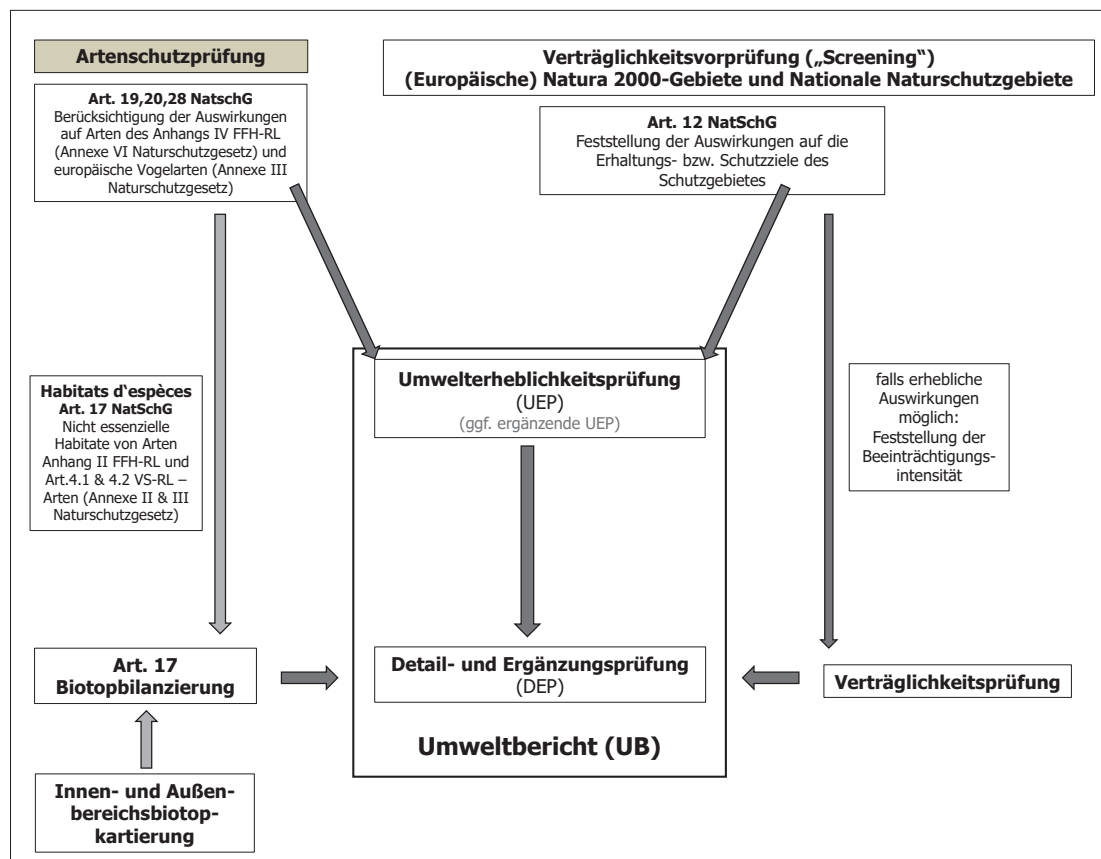 Artenschutzprüfung
Art. 19,20,28 NatschG
Berücksichtigung der Auswirkungen
auf Arten des Anhangs IV FFH-RL
(Annexe VI Naturschutzgesetz) und
europäische Vogelarten (Annexe III
Naturschutzgesetz)
Verträglichkeitsvorprüfung („Screening“)
(Europäische) Natura 2000-Gebiete und Nationale Naturschutzgebiete
Art. 12 NatSchG
Feststellung der Auswirkungen auf die
Erhaltungs- bzw. Schutzziele des
Schutzgebietes
Habitats d'espèces
Art. 17 NatSchG
Nicht essenzielle
Habitate von Arten
Anhang II FFH-RL und
Art.4.1 & 4.2 VS-RL –
Arten (Annexe II & III
Naturschutzgesetz)
Umwelterheblichkeitsprüfung
(UEP)
(ggf. ergänzende UEP)
falls erhebliche
Auswirkungen
möglich:
Feststellung der
Beeinträchtigungs-
intensität
Art. 17
Biotopbilanzierung
Detail- und Ergänzungsprüfung
(DEP)
Verträglichkeitsprüfung
Umweltbericht (UB)
Innen- und Außen-
bereichsbiotop-
kartierung